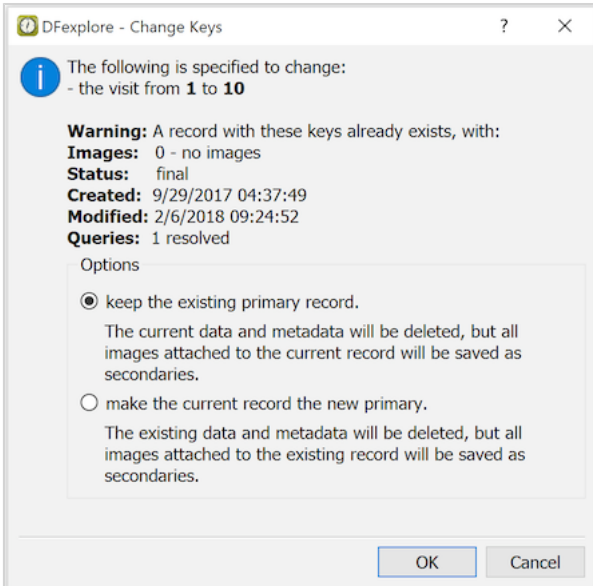 DFexplore - Change Keys
?
The following is specified to change:
- the visit from 1 to 10
Warning: A record with these keys already exists, with:
Images: 0 - no images
Status: final
Created: 9/29/2017 04:37:49
Modified: 2/6/2018 09:24:52
Queries: 1 resolved
Options
keep the existing primary record.
The current data and metadata will be deleted, but all
images attached to the current record will be saved as
secondaries.
make the current record the new primary.
The existing data and metadata will be deleted, but all
images attached to the existing record will be saved as
secondaries.
OK
Cancel